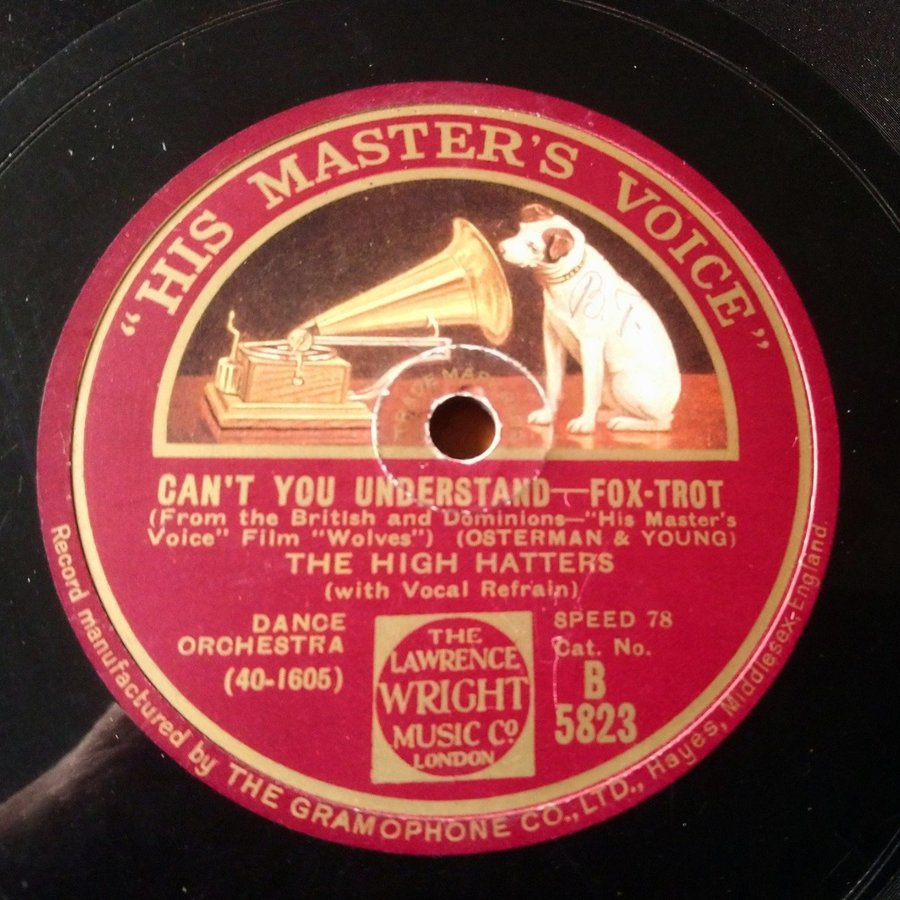 "HIS MASTER'S VOICE"
TRADE MARK
CAN'T YOU UNDERSTAND—FOX-TROT
(From the British and Dominions—"His Master's
Voice" Film "Wolves") (OSTERMAN & YOUNG)
THE HIGH HATTERS
(with Vocal Refrain)
DANCE
ORCHESTRA
(40-1605)
THE
LAWRENCE
WRIGHT
MUSIC Co
LONDON
SPEED 78
Cat. No.
B
5823
Record manufactured by THE GRAMOPHONE CO., LTD., Hayes, Middlesex, England.